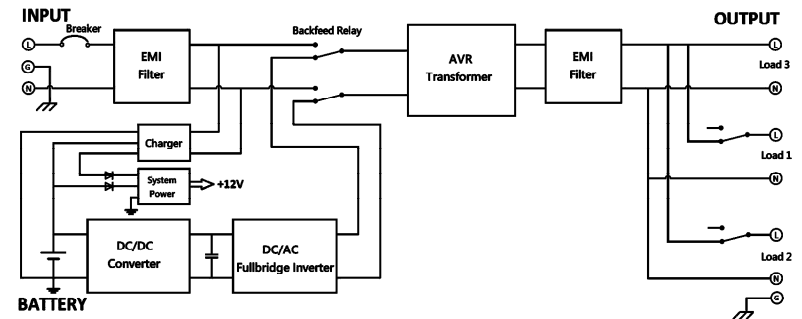 INPUT
OUTPUT
Breaker
Backfeed Relay
L
EMI
Filter
AVR
Transformer
EMI
Filter
L
Load 3
G
N
N
Charger
L
Load 1
System
Power
+12V
N
DC/DC
Converter
DC/AC
Fullbridge Inverter
L
Load 2
N
G
BATTERY